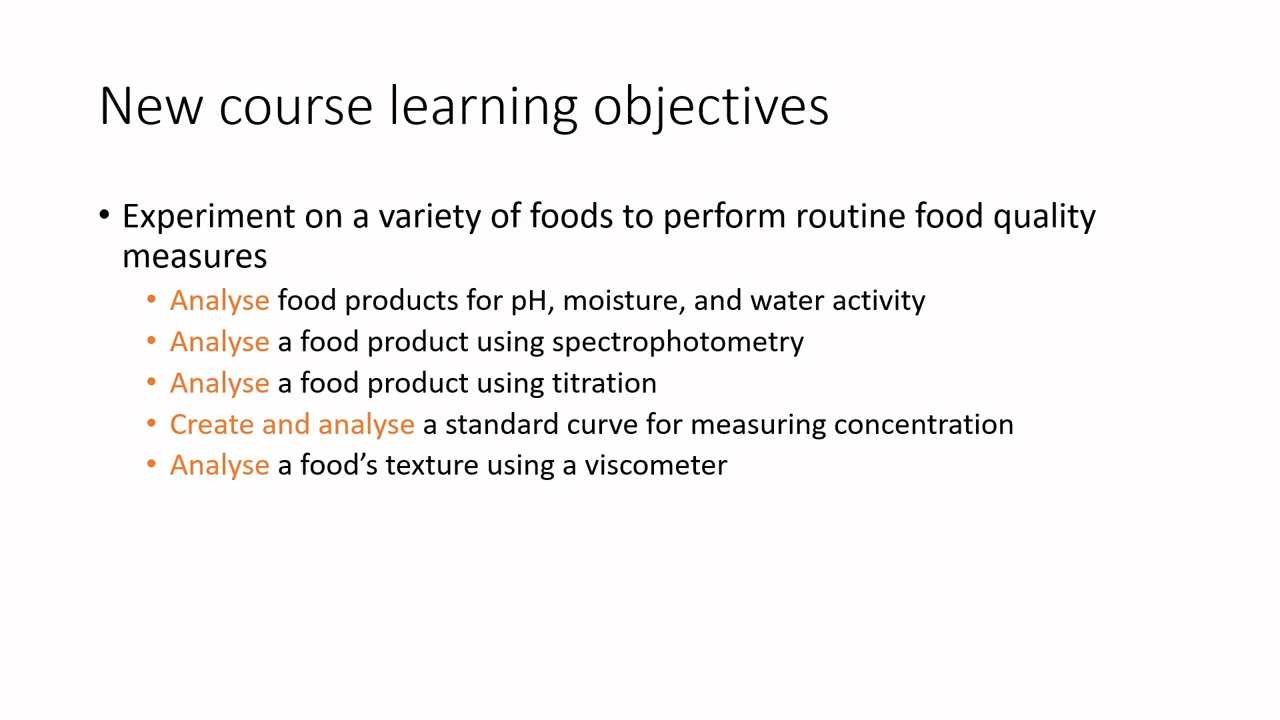 New course learning objectives
• Experiment on a variety of foods to perform routine food quality
measures
• Analyse food products for pH, moisture, and water activity
• Analyse a food product using spectrophotometry
• Analyse a food product using titration
• Create and analyse a standard curve for measuring concentration
• Analyse a food’s texture using a viscometer